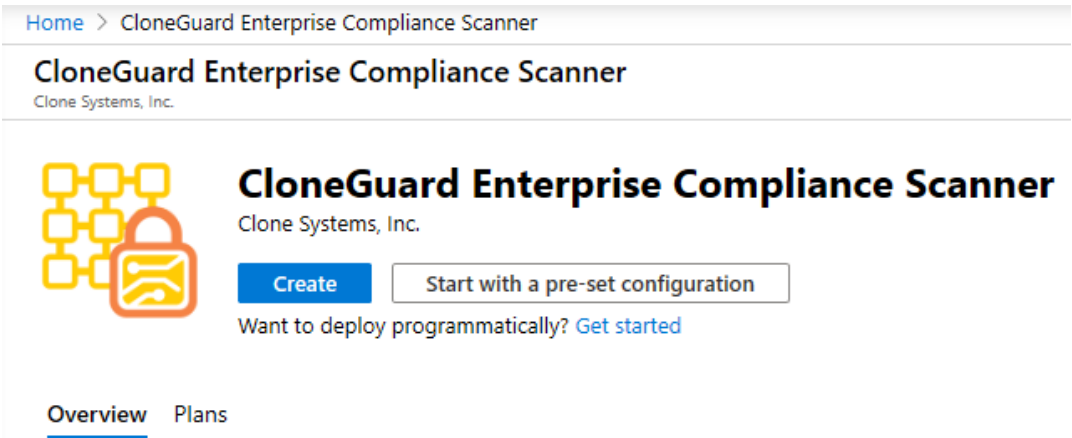 Home > CloneGuard Enterprise Compliance Scanner
CloneGuard Enterprise Compliance Scanner
Clone Systems, Inc.
CloneGuard Enterprise Compliance Scanner
Clone Systems, Inc.
Create Start with a pre-set configuration
Want to deploy programmatically? Get started
Overview Plans